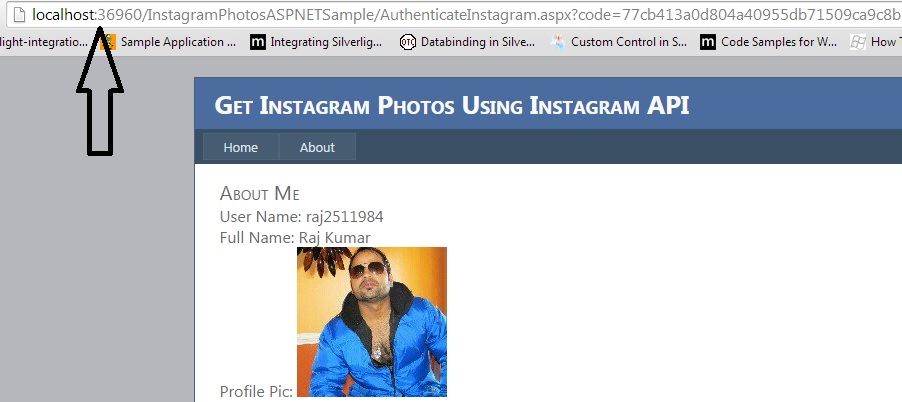 localhost:36960/InstagramPhotosASPNETSample/AuthenticateInstagram.aspx?code=77cb413a0d804a40955db71509ca9c8b
light-integratio... Sample Application ... m Integrating Silverlig... OTC Databinding in Silve... Custom Control in S... m Code Samples for W... How T
Get Instagram Photos Using Instagram API
Home About
About Me
User Name: raj2511984
Full Name: Raj Kumar
Profile Pic: